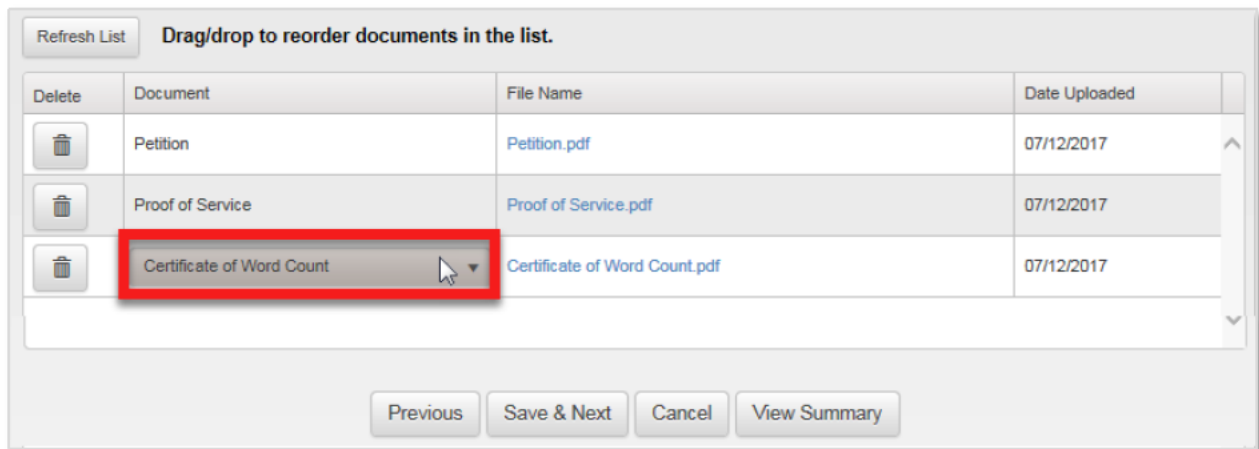 Refresh List Drag/drop to reorder documents in the list.
Delete Document File Name Date Uploaded
Petition Petition.pdf 07/12/2017
Proof of Service Proof of Service.pdf 07/12/2017
Certificate of Word Count Certificate of Word Count.pdf 07/12/2017
Previous Save & Next Cancel View Summary